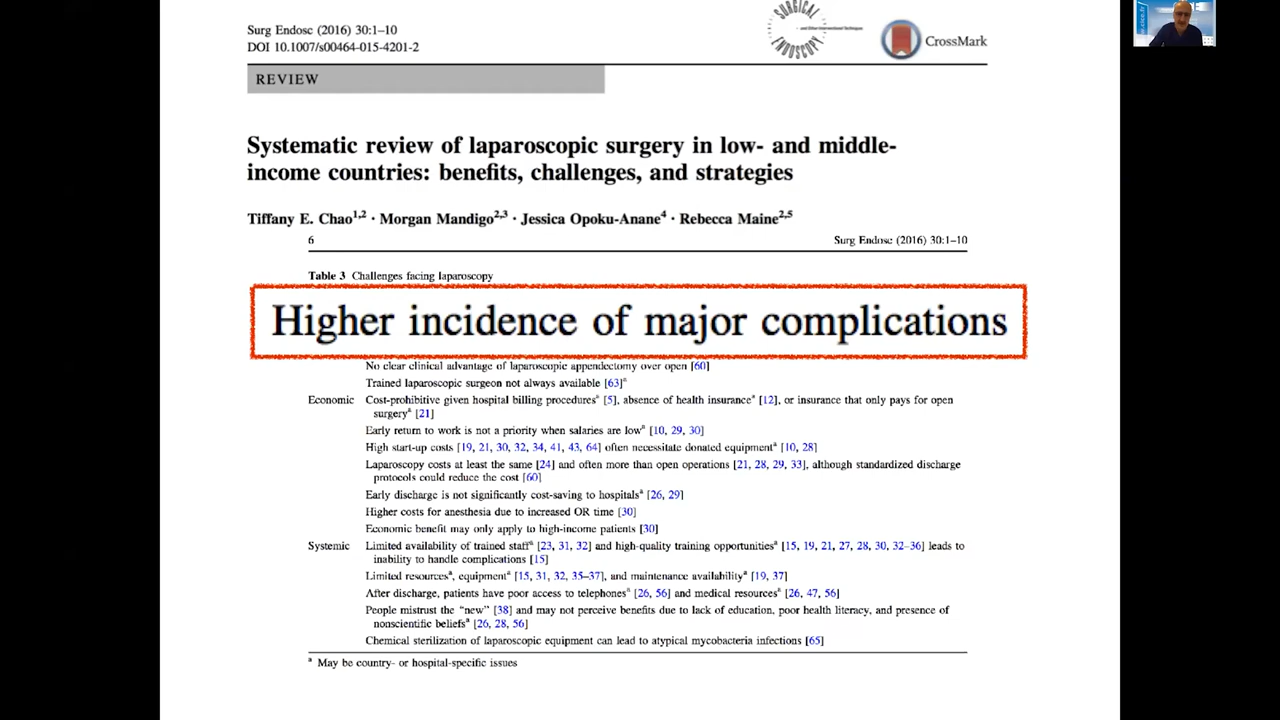 Surg Endosc (2016) 30:1–10
DOI 10.1007/s00464-015-4201-2
SURGICAL
ENDOSCOPY
CrossMark
REVIEW
Systematic review of laparoscopic surgery in low- and middle-
income countries: benefits, challenges, and strategies
Tiffany E. Chao1,2 · Morgan Mandigo2,3 · Jessica Opoku-Anane4 · Rebecca Maine2,5
6 Surg Endosc (2016) 30:1–10
Table 3 Challenges facing laparoscopy
Higher incidence of major complications
No clear clinical advantage of laparoscopic appendectomy over open [60]
Trained laparoscopic surgeon not always available [63]a
Economic Cost-prohibitive given hospital billing proceduresa [5], absence of health insurancea [12], or insurance that only pays for open
surgerya [21]
Early return to work is not a priority when salaries are lowa [10, 29, 30]
High start-up costs [19, 21, 30, 32, 34, 41, 43, 64] often necessitate donated equipmenta [10, 28]
Laparoscopy costs at least the same [24] and often more than open operations [21, 28, 29, 33], although standardized discharge
protocols could reduce the cost [60]
Early discharge is not significantly cost-saving to hospitalsa [26, 29]
Higher costs for anesthesia due to increased OR time [30]
Economic benefit may only apply to high-income patients [30]
Systemic Limited availability of trained staffa [23, 31, 32] and high-quality training opportunitiesa [15, 19, 21, 27, 28, 30, 32–36] leads to
inability to handle complications [15]
Limited resourcesa, equipmenta [15, 31, 32, 35–37], and maintenance availabilitya [19, 37]
After discharge, patients have poor access to telephonesa [26, 56] and medical resourcesa [26, 47, 56]
People mistrust the “new” [38] and may not perceive benefits due to lack of education, poor health literacy, and presence of
nonscientific beliefsa [26, 28, 56]
Chemical sterilization of laparoscopic equipment can lead to atypical mycobacteria infections [65]
a May be country- or hospital-specific issues